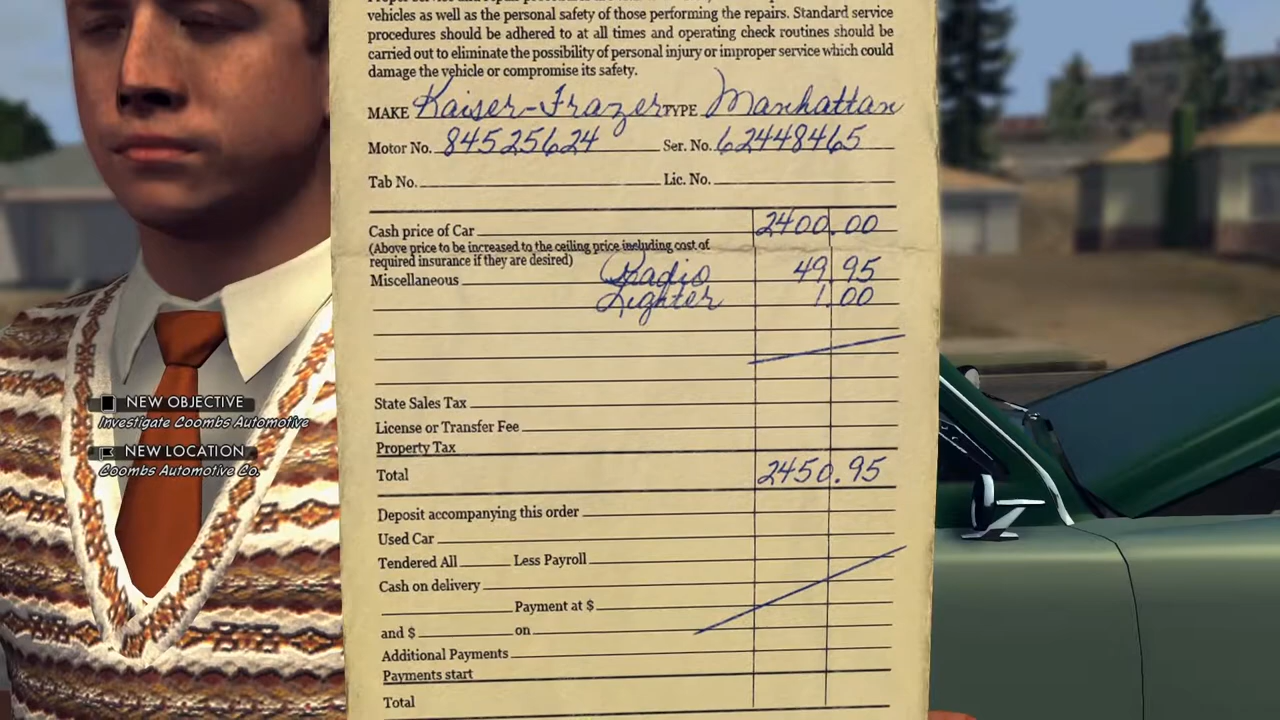 vehicles as well as the personal safety of those performing the repairs. Standard service
procedures should be adhered to at all times and operating check routines should be
carried out to eliminate the possibility of personal injury or improper service which could
damage the vehicle or compromise its safety.
MAKE Kaiser-Frazer TYPE Manhattan
Motor No. 84525624 Ser. No. 62448465
Tab No. Lic. No.
Cash price of Car 2400.00
(Above price to be increased to the ceiling price including cost of
required insurance if they are desired)
Miscellaneous Radio 49.95
Lighter 1.00
State Sales Tax
License or Transfer Fee
Property Tax
Total 2450.95
Deposit accompanying this order
Used Car
Tendered All Less Payroll
Cash on delivery
Payment at $
and $ on
Additional Payments
Payments start
Total
NEW OBJECTIVE
Investigate Coombs Automotive
NEW LOCATION
Coombs Automotive Co.